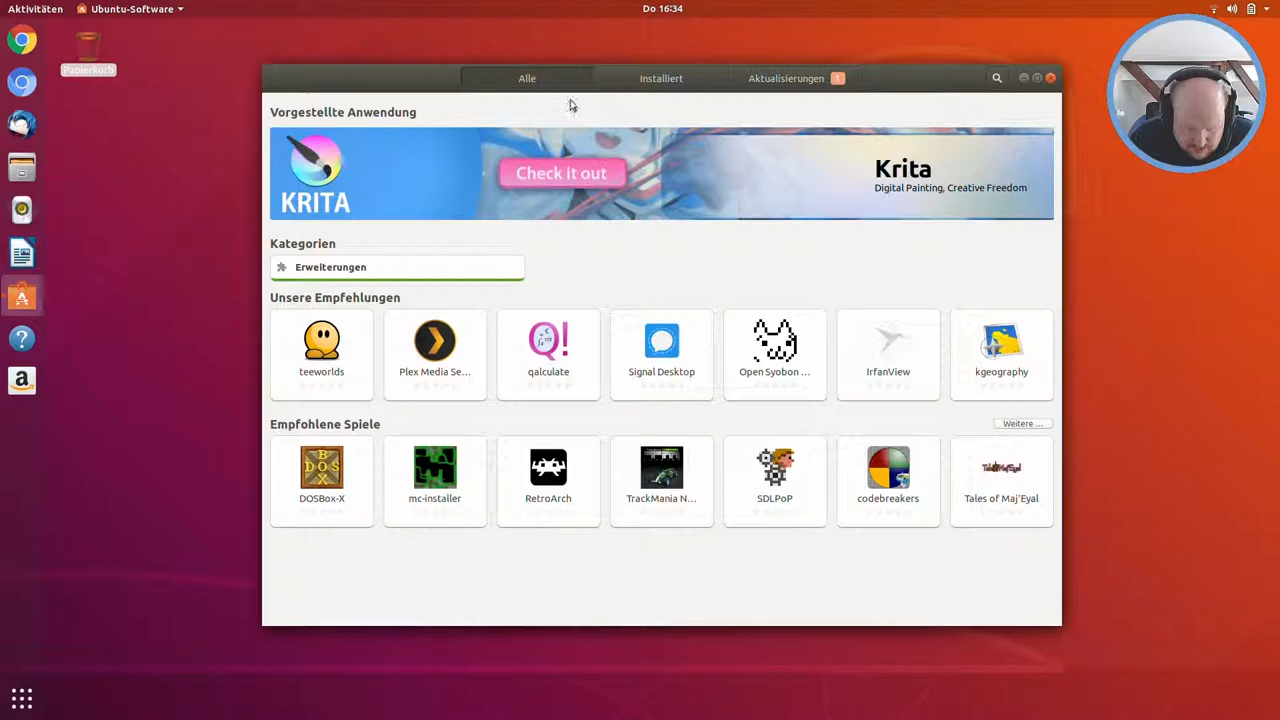 Aktivitäten
Ubuntu-Software
Do 16:34
Papierkorb
Alle
Installiert
Aktualisierungen
1
Vorgestellte Anwendung
KRITA
Check it out
Krita
Digital Painting, Creative Freedom
Kategorien
Erweiterungen
Unsere Empfehlungen
teeworlds
Plex Media Se...
qalculate
Signal Desktop
Open Syobon ...
IrfanView
kgeography
Empfohlene Spiele
Weitere ...
DOSBox-X
mc-installer
RetroArch
TrackMania N...
SDLPoP
codebreakers
Tales of Maj'Eyal